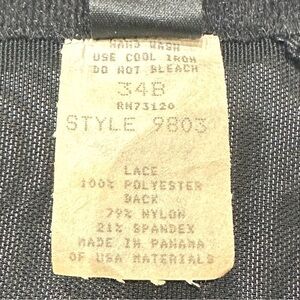 HAND WASH
USE COOL IRON
DO NOT BLEACH
34B
RN73120
STYLE 9803
LACE
100% POLYESTER
BACK
79% NYLON
21% SPANDEX
MADE IN PANAMA
OF USA MATERIALS